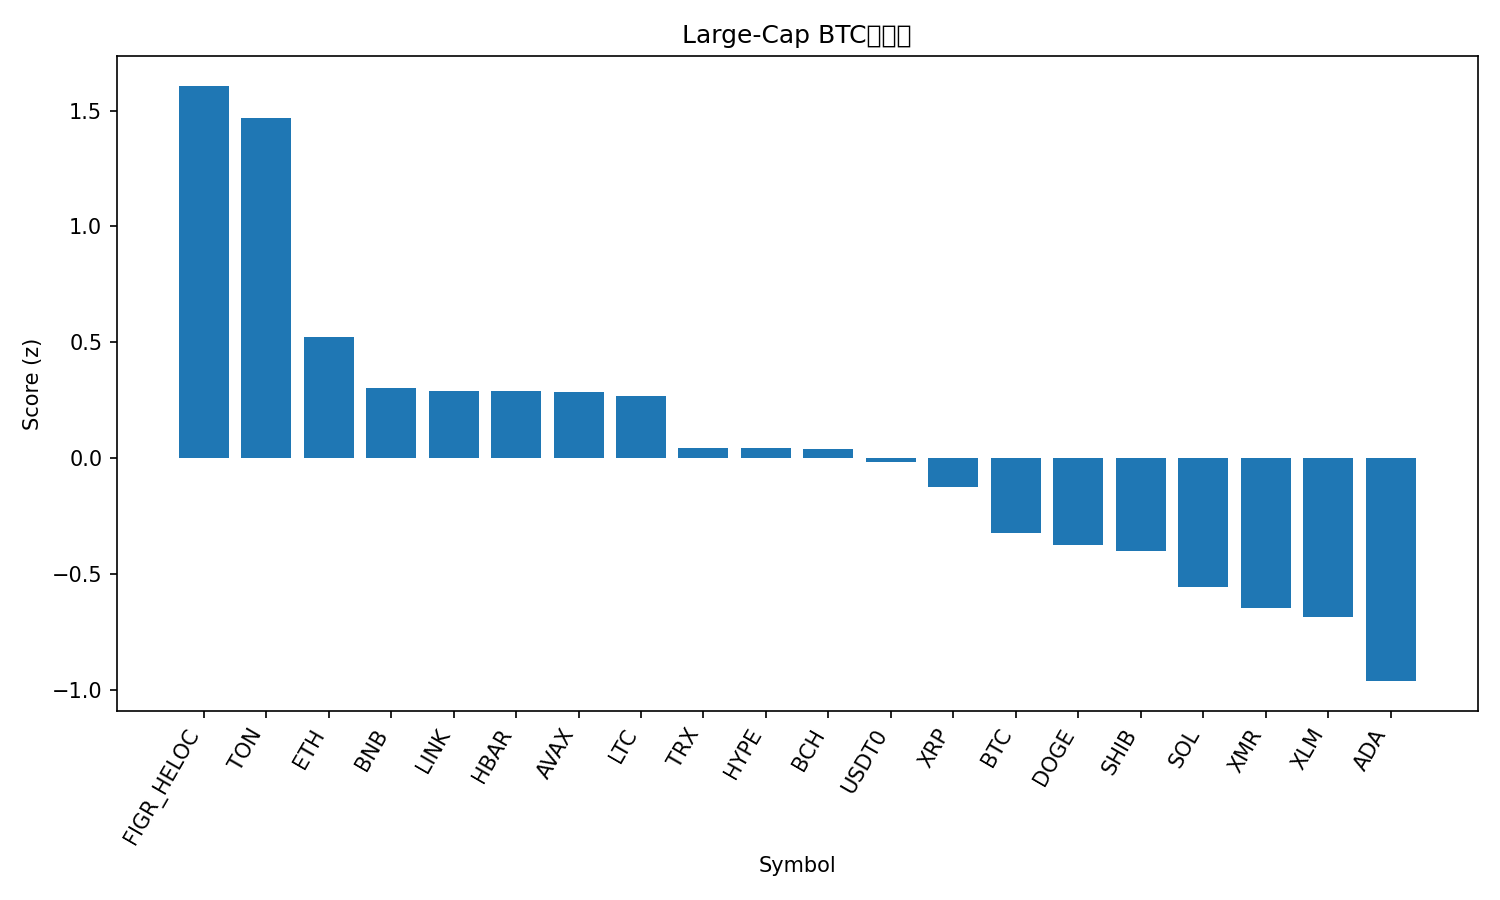 Large-Cap BTC
Score (z)
1.5
1.0
0.5
0.0
−0.5
−1.0
FIGR_HELOC
TON
ETH
BNB
LINK
HBAR
AVAX
LTC
TRX
HYPE
BCH
USDT0
XRP
BTC
DOGE
SHIB
SOL
XMR
XLM
ADA
Symbol